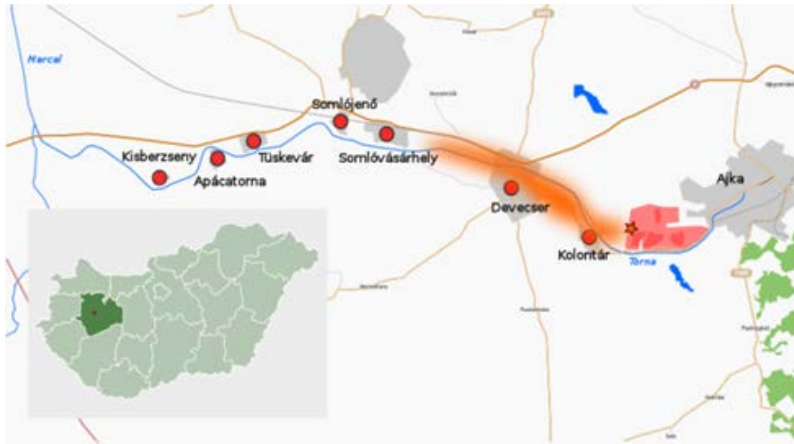 Marcal
Somlójenő
Kisberzseny
Tüskevár
Somlóvásárhely
Apácatorna
Ajka
Devecser
Kolontár
Torna